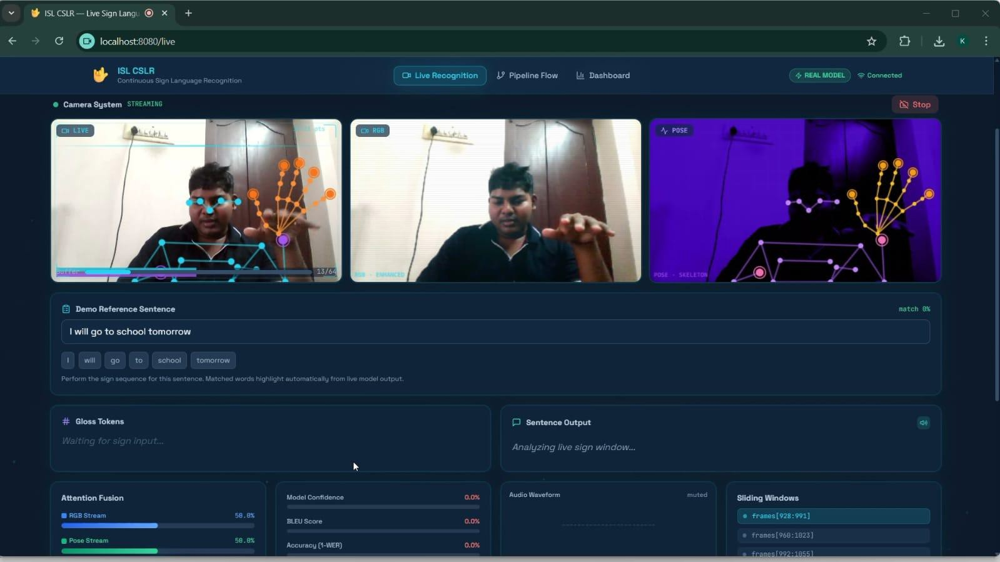 ISL CSLR — Live Sign Langu
localhost:8080/live
K
ISL CSLR
Continuous Sign Language Recognition
Live Recognition
Pipeline Flow
Dashboard
REAL MODEL
Connected
Camera System STREAMING
Stop
LIVE
pts
buffer
13/64
RGB
RGB · ENHANCED
POSE
POSE · SKELETON
Demo Reference Sentence
match 0%
I will go to school tomorrow
I will go to school tomorrow
Perform the sign sequence for this sentence. Matched words highlight automatically from live model output.
# Gloss Tokens
Waiting for sign input...
Sentence Output
Analyzing live sign window...
Attention Fusion
RGB Stream 50.0%
Pose Stream 50.0%
Model Confidence 0.0%
BLEU Score 0.0%
Accuracy (1-WER) 0.0%
Audio Waveform muted
Sliding Windows
frames[928:991]
frames[960:1023]
frames[992:1055]